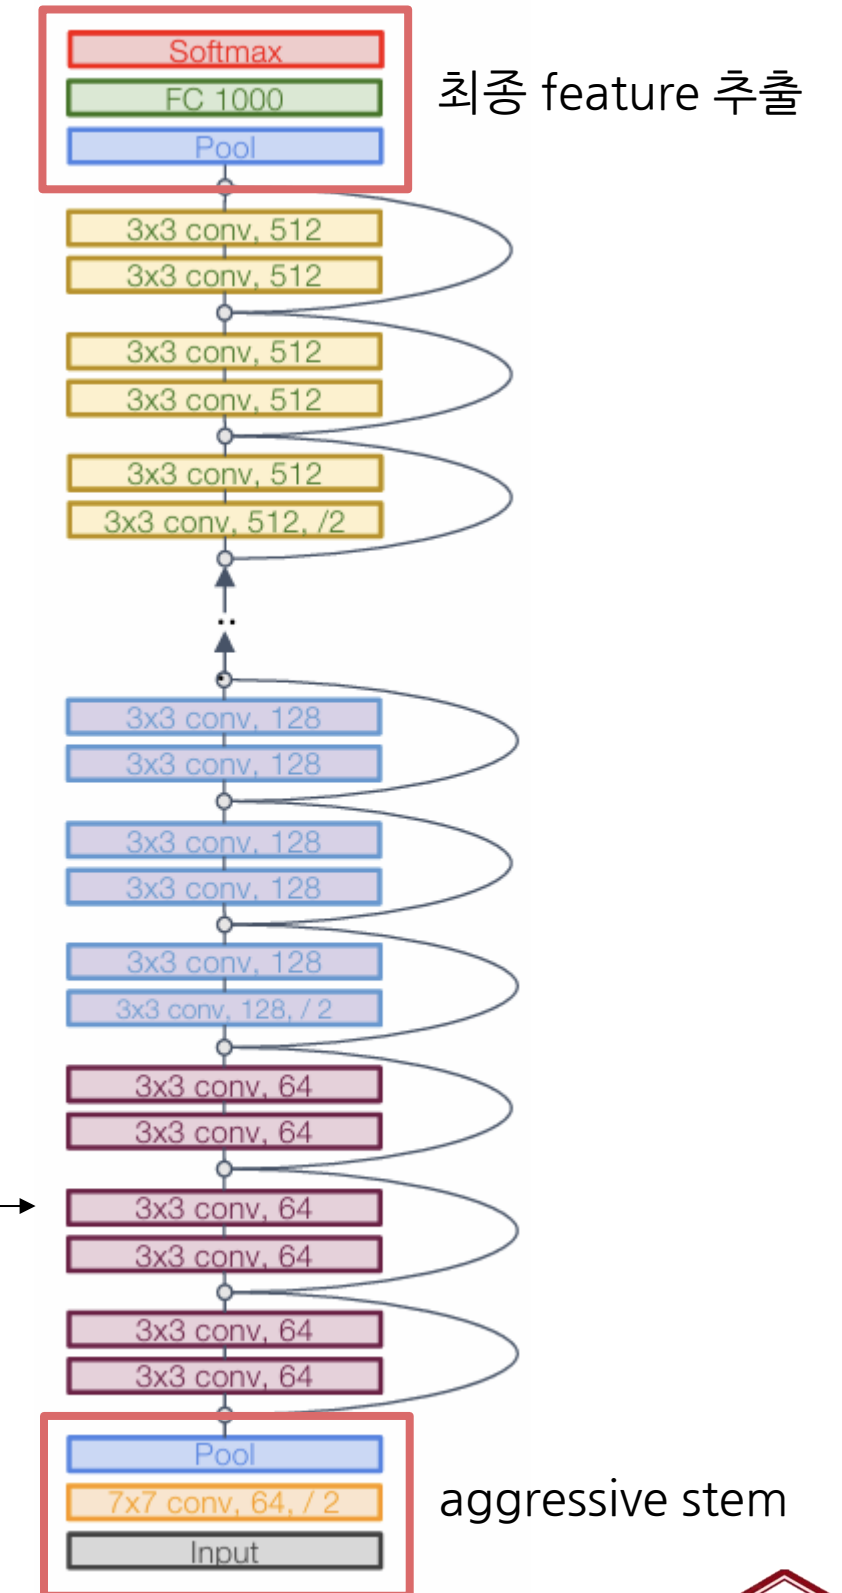 Softmax
FC 1000
Pool
최종 feature 추출
3x3 conv, 512
3x3 conv, 512
3x3 conv, 512
3x3 conv, 512
3x3 conv, 512
3x3 conv, 512, /2
..
3x3 conv, 128
3x3 conv, 128
3x3 conv, 128
3x3 conv, 128
3x3 conv, 128
3x3 conv, 128, / 2
3x3 conv, 64
3x3 conv, 64
3x3 conv, 64
3x3 conv, 64
3x3 conv, 64
3x3 conv, 64
Pool
7x7 conv, 64, / 2
Input
aggressive stem